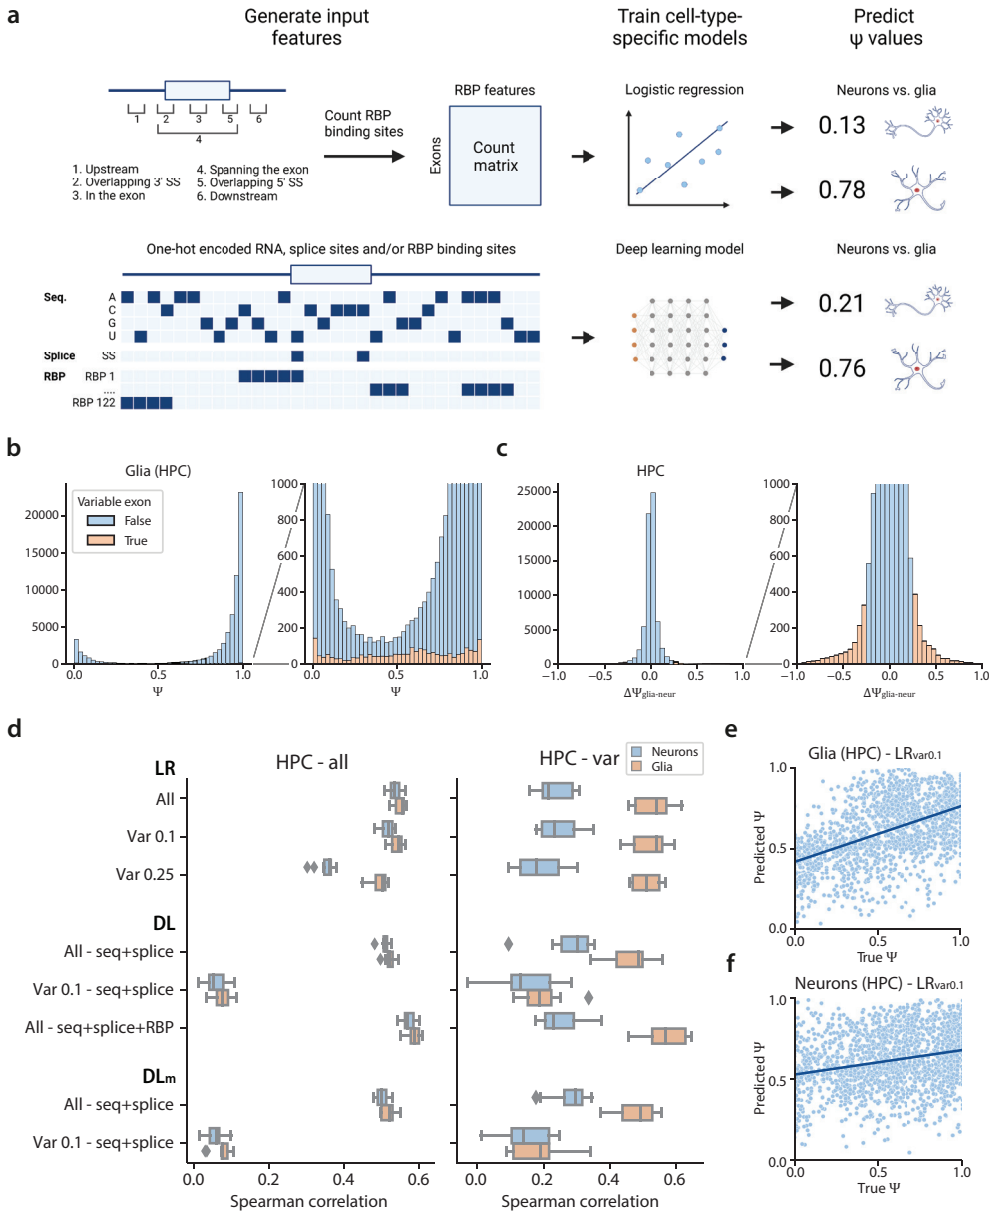 a
Generate input
features
Train cell-type-
specific models
Predict
ψ values
1
2
3
5
6
4
1. Upstream
2. Overlapping 3' SS
3. In the exon
4. Spanning the exon
5. Overlapping 5' SS
6. Downstream
Count RBP
binding sites
RBP features
Exons
Count
matrix
Logistic regression
Neurons vs. glia
0.13
0.78
One-hot encoded RNA, splice sites and/or RBP binding sites
Seq.
A
C
G
U
Splice
SS
RBP
RBP 1
....
RBP 122
Deep learning model
Neurons vs. glia
0.21
0.76
b
Glia (HPC)
Variable exon
False
True
20000
15000
10000
5000
0
0.0
0.5
1.0
Ψ
1000
800
600
400
200
0
0.0
0.5
1.0
Ψ
c
HPC
25000
20000
15000
10000
5000
0
−1.0
−0.5
0.0
0.5
1.0
ΔΨglia-neur
1000
800
600
400
200
0
−1.0
−0.5
0.0
0.5
1.0
ΔΨglia-neur
d
HPC - all
HPC - var
Neurons
Glia
LR
All
Var 0.1
Var 0.25
DL
All - seq+splice
Var 0.1 - seq+splice
All - seq+splice+RBP
DLm
All - seq+splice
Var 0.1 - seq+splice
0.0
0.2
0.4
0.6
Spearman correlation
0.0
0.2
0.4
0.6
Spearman correlation
e
Glia (HPC) - LRvar0.1
Predicted Ψ
1.0
0.5
0.0
0.0
0.5
1.0
True Ψ
f
Neurons (HPC) - LRvar0.1
Predicted Ψ
1.0
0.5
0.0
0.0
0.5
1.0
True Ψ